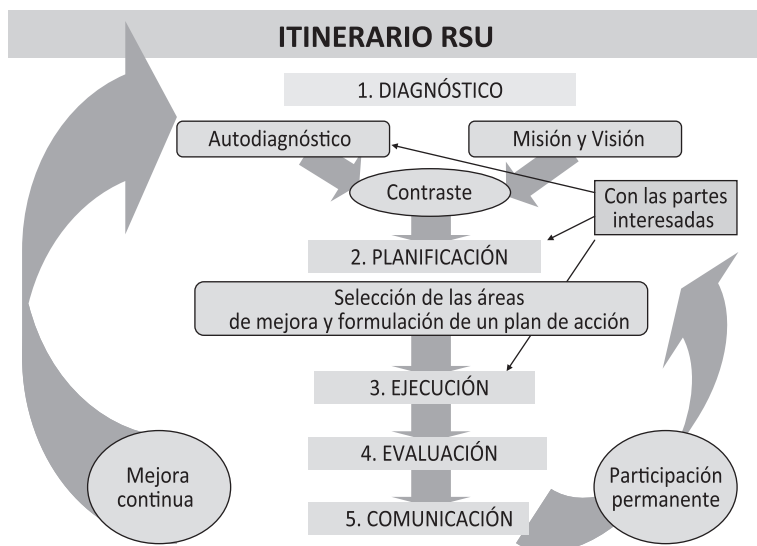 ITINERARIO RSU
1. DIAGNÓSTICO
Autodiagnóstico
Misión y Visión
Contraste
Con las partes
interesadas
2. PLANIFICACIÓN
Selección de las áreas
de mejora y formulación de un plan de acción
3. EJECUCIÓN
4. EVALUACIÓN
Mejora
continua
Participación
permanente
5. COMUNICACIÓN